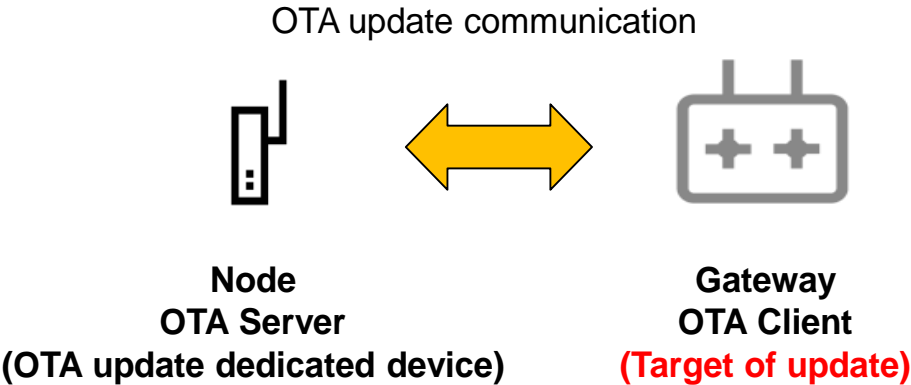 OTA update communication
Node
OTA Server
(OTA update dedicated device)
Gateway
OTA Client
(Target of update)